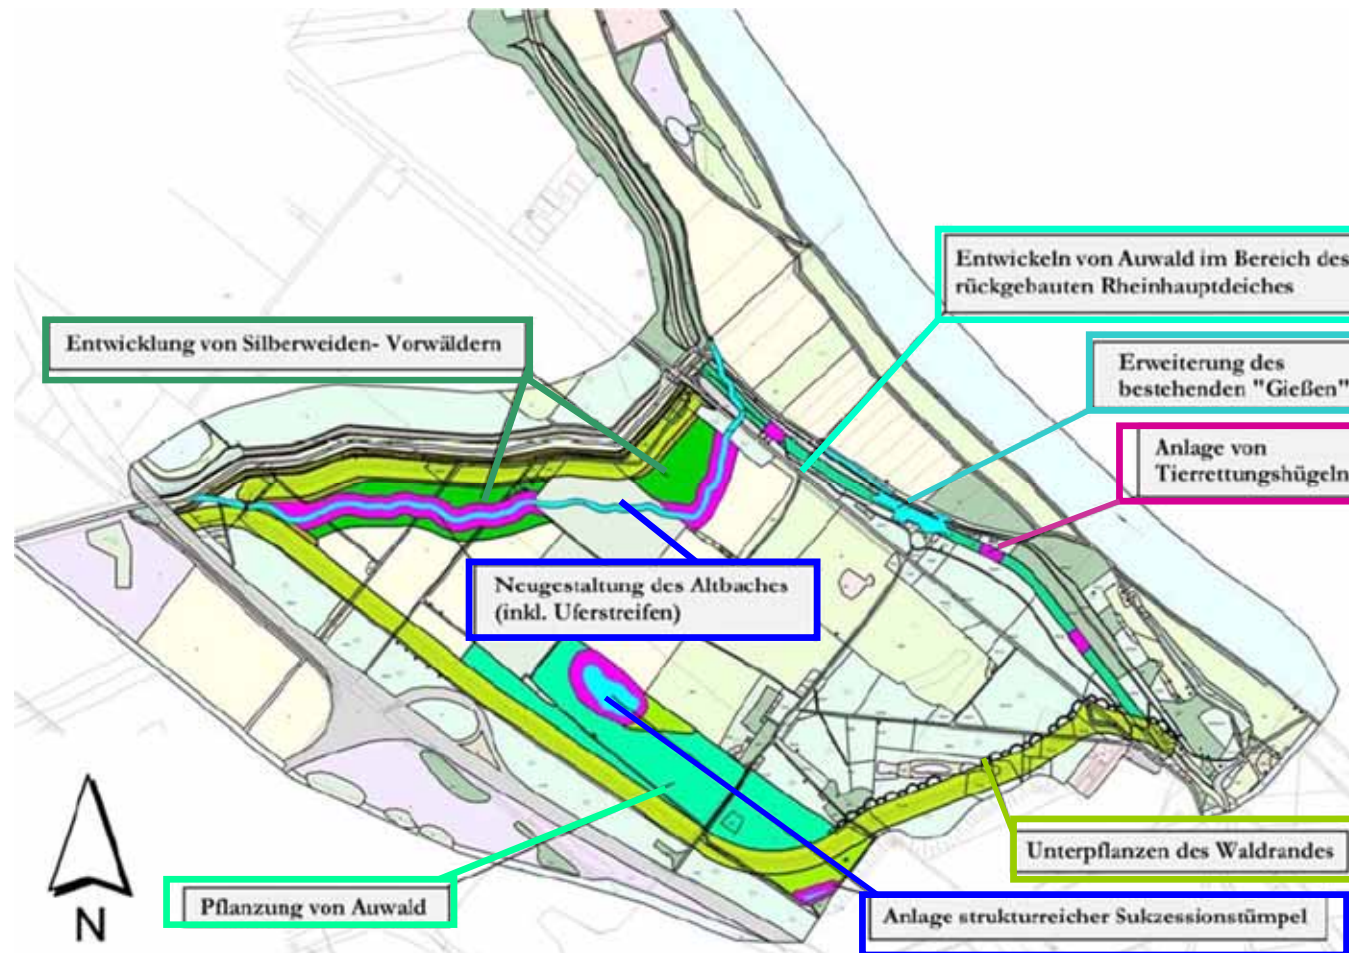 Entwickeln von Auwald im Bereich des
rückgebauten Rheinhauptdeiches
Entwicklung von Silberweiden- Vorwäldern
Erweiterung des
bestehenden "Gießen"
Anlage von
Tierrettungshügeln
Neugestaltung des Altbaches
(inkl. Uferstreifen)
Unterpflanzen des Waldrandes
Pflanzung von Auwald
Anlage strukturreicher Sukzessionstümpel
N